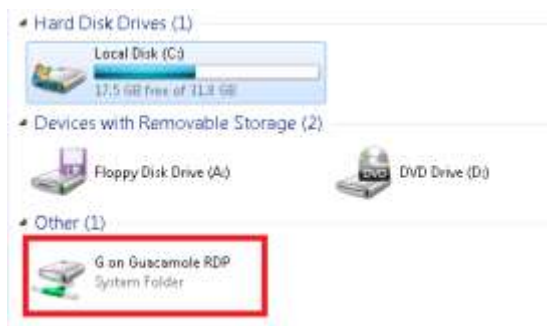 Hard Disk Drives (1)
Local Disk (C:)
17.5 GB free of 31.8 GB
Devices with Removable Storage (2)
Floppy Disk Drive (A:)
DVD
DVD Drive (D:)
Other (1)
G on Guacamole RDP
System Folder